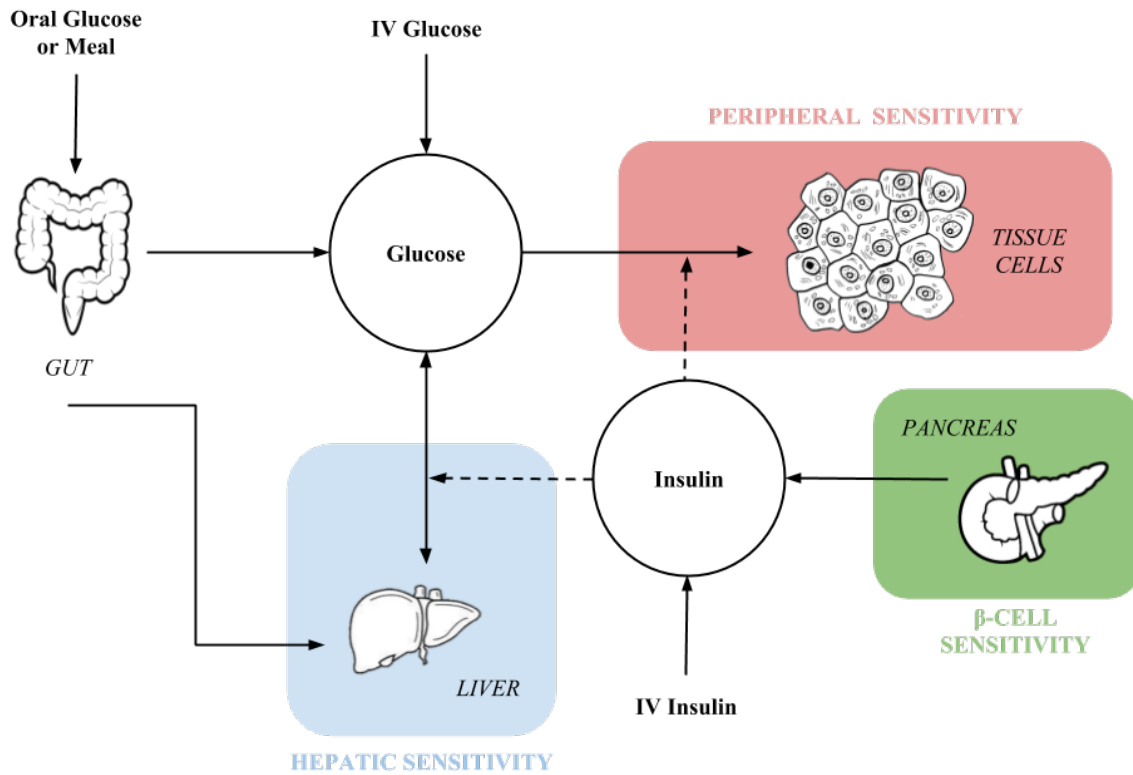 Oral Glucose
or Meal
IV Glucose
PERIPHERAL SENSITIVITY
Glucose
TISSUE
CELLS
GUT
PANCREAS
Insulin
β-CELL
SENSITIVITY
LIVER
IV Insulin
HEPATIC SENSITIVITY